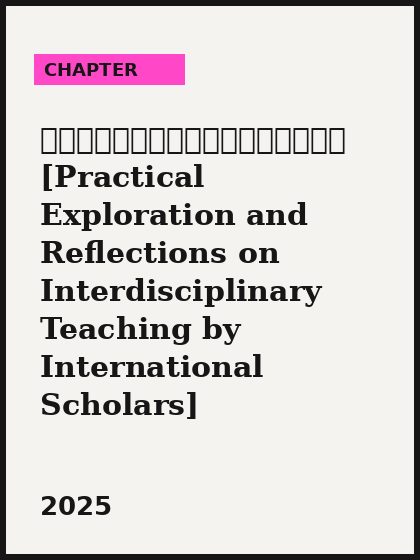 CHAPTER
[Practical
Exploration and
Reflections on
Interdisciplinary
Teaching by
International
Scholars]
2025